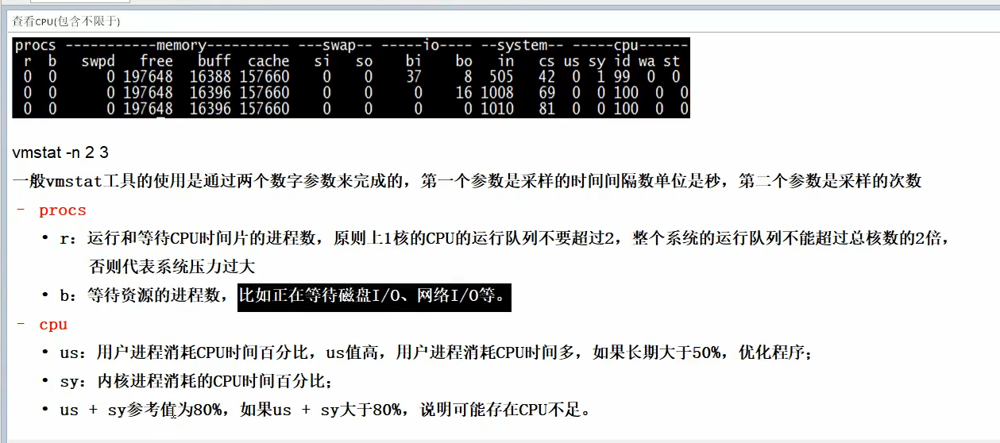 查看CPU(包含不限于)
procs -----------memory---------- ---swap-- -----io---- --system-- -----cpu------
r b swpd free buff cache si so bi bo in cs us sy id wa st
0 0 0 197648 16388 157660 0 0 37 8 505 42 0 1 99 0 0
0 0 0 197648 16396 157660 0 0 0 16 1008 69 0 0 100 0 0
0 0 0 197648 16396 157660 0 0 0 0 1010 81 0 0 100 0 0
vmstat -n 2 3
一般vmstat工具的使用是通过两个数字参数来完成的，第一个参数是采样的时间间隔数单位是秒，第二个参数是采样的次数
- procs
• r：运行和等待CPU时间片的进程数，原则上1核的CPU的运行队列不要超过2，整个系统的运行队列不能超过总核数的2倍，
否则代表系统压力过大
• b：等待资源的进程数，比如正在等待磁盘I/O、网络I/O等。
- cpu
• us：用户进程消耗CPU时间百分比，us值高，用户进程消耗CPU时间多，如果长期大于50%，优化程序；
• sy：内核进程消耗的CPU时间百分比；
• us + sy参考值为80%，如果us + sy大于80%，说明可能存在CPU不足。